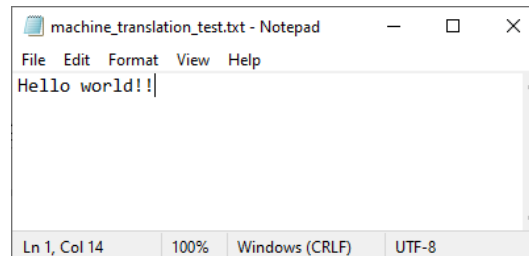 machine_translation_test.txt - Notepad
File Edit Format View Help
Hello world!!
Ln 1, Col 14 100% Windows (CRLF) UTF-8